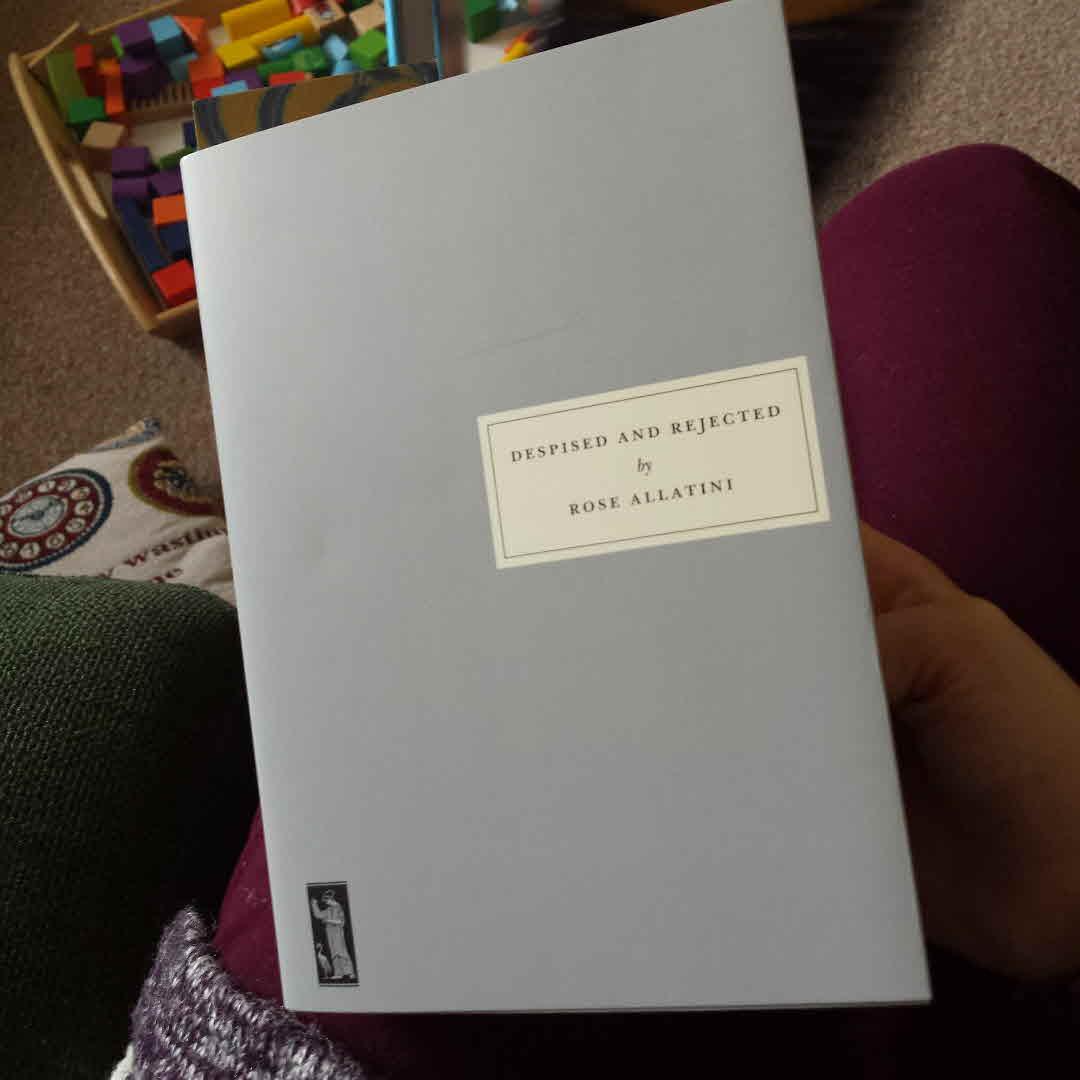 DESPISED AND REJECTED
by
ROSE ALLATINI